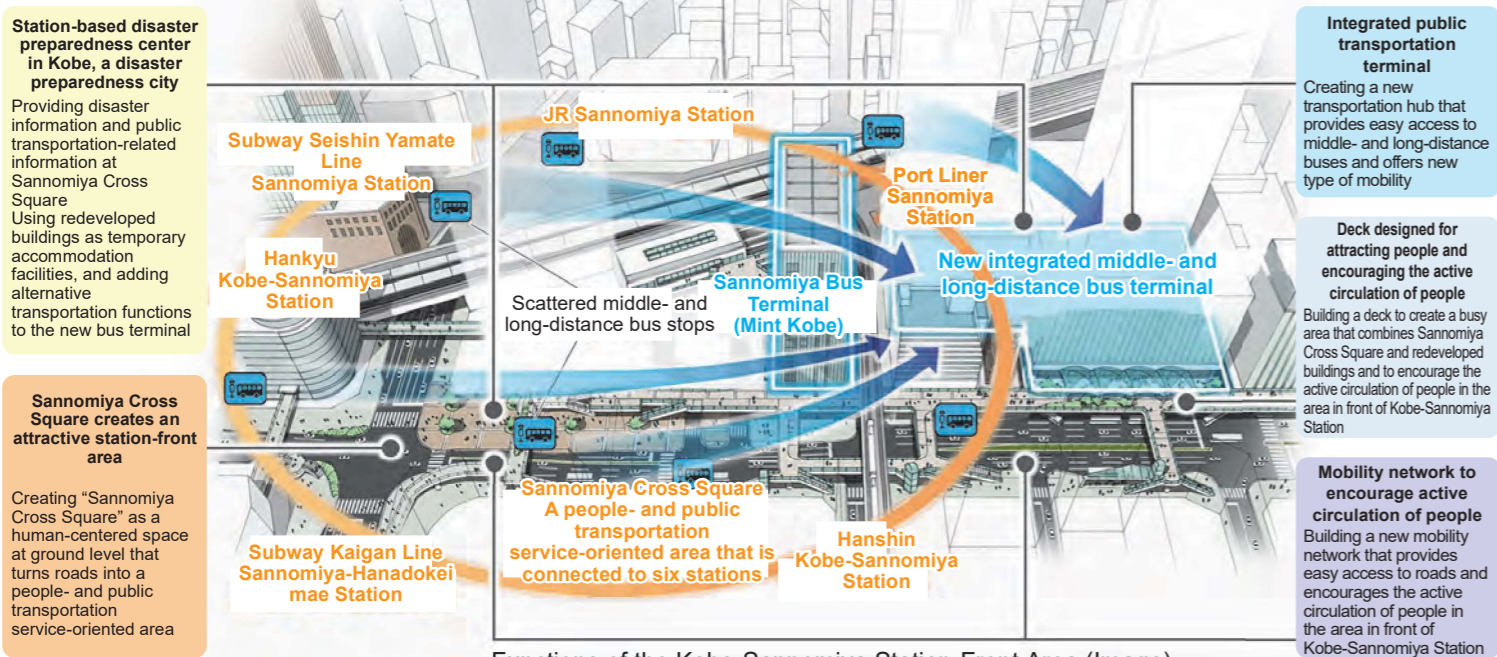 Station-based disaster
preparedness center
in Kobe, a disaster
preparedness city
Providing disaster
information and public
transportation-related
information at
Sannomiya Cross
Square
Using redeveloped
buildings as temporary
accommodation
facilities, and adding
alternative
transportation functions
to the new bus terminal
Sannomiya Cross
Square creates an
attractive station-front
area
Creating “Sannomiya
Cross Square” as a
human-centered space
at ground level that
turns roads into a
people- and public
transportation
service-oriented area
JR Sannomiya Station
Subway Seishin Yamate
Line
Sannomiya Station
Hankyu
Kobe-Sannomiya
Station
Port Liner
Sannomiya
Station
Scattered middle- and
long-distance bus stops
Sannomiya Bus
Terminal
(Mint Kobe)
New integrated middle- and
long-distance bus terminal
Subway Kaigan Line
Sannomiya-Hanadokei
mae Station
Sannomiya Cross Square
A people- and public
transportation
service-oriented area that is
connected to six stations
Hanshin
Kobe-Sannomiya
Station
Integrated public
transportation
terminal
Creating a new
transportation hub that
provides easy access to
middle- and long-distance
buses and offers new
type of mobility
Deck designed for
attracting people and
encouraging the active
circulation of people
Building a deck to create a busy
area that combines Sannomiya
Cross Square and redeveloped
buildings and to encourage the
active circulation of people in the
area in front of Kobe-Sannomiya
Station
Mobility network to
encourage active
circulation of people
Building a new mobility
network that provides
easy access to roads and
encourages the active
circulation of people in
the area in front of
Kobe-Sannomiya Station
Functions of the Kobe-Sannomiya Station Front Area (Image)